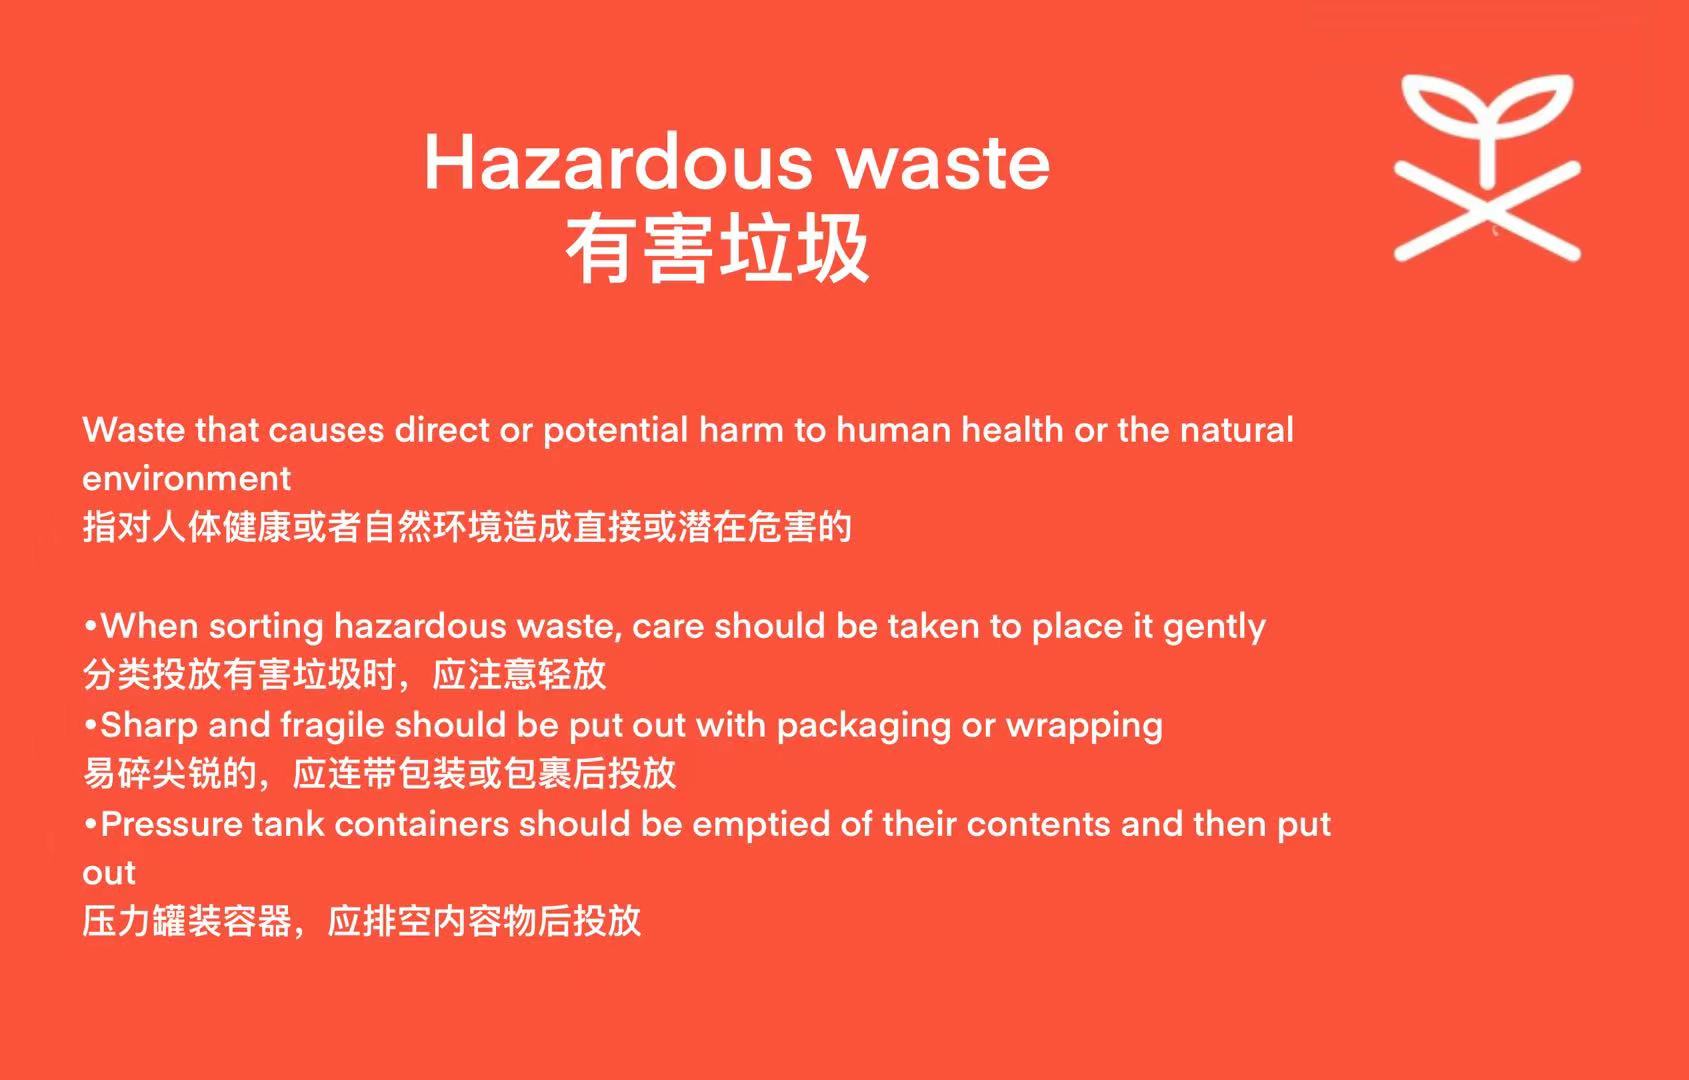 Hazardous waste
有害垃圾
Waste that causes direct or potential harm to human health or the natural
environment
指对人体健康或者自然环境造成直接或潜在危害的
•When sorting hazardous waste, care should be taken to place it gently
分类投放有害垃圾时，应注意轻放
•Sharp and fragile should be put out with packaging or wrapping
易碎尖锐的，应连带包装或包裹后投放
•Pressure tank containers should be emptied of their contents and then put
out
压力罐装容器，应排空内容物后投放